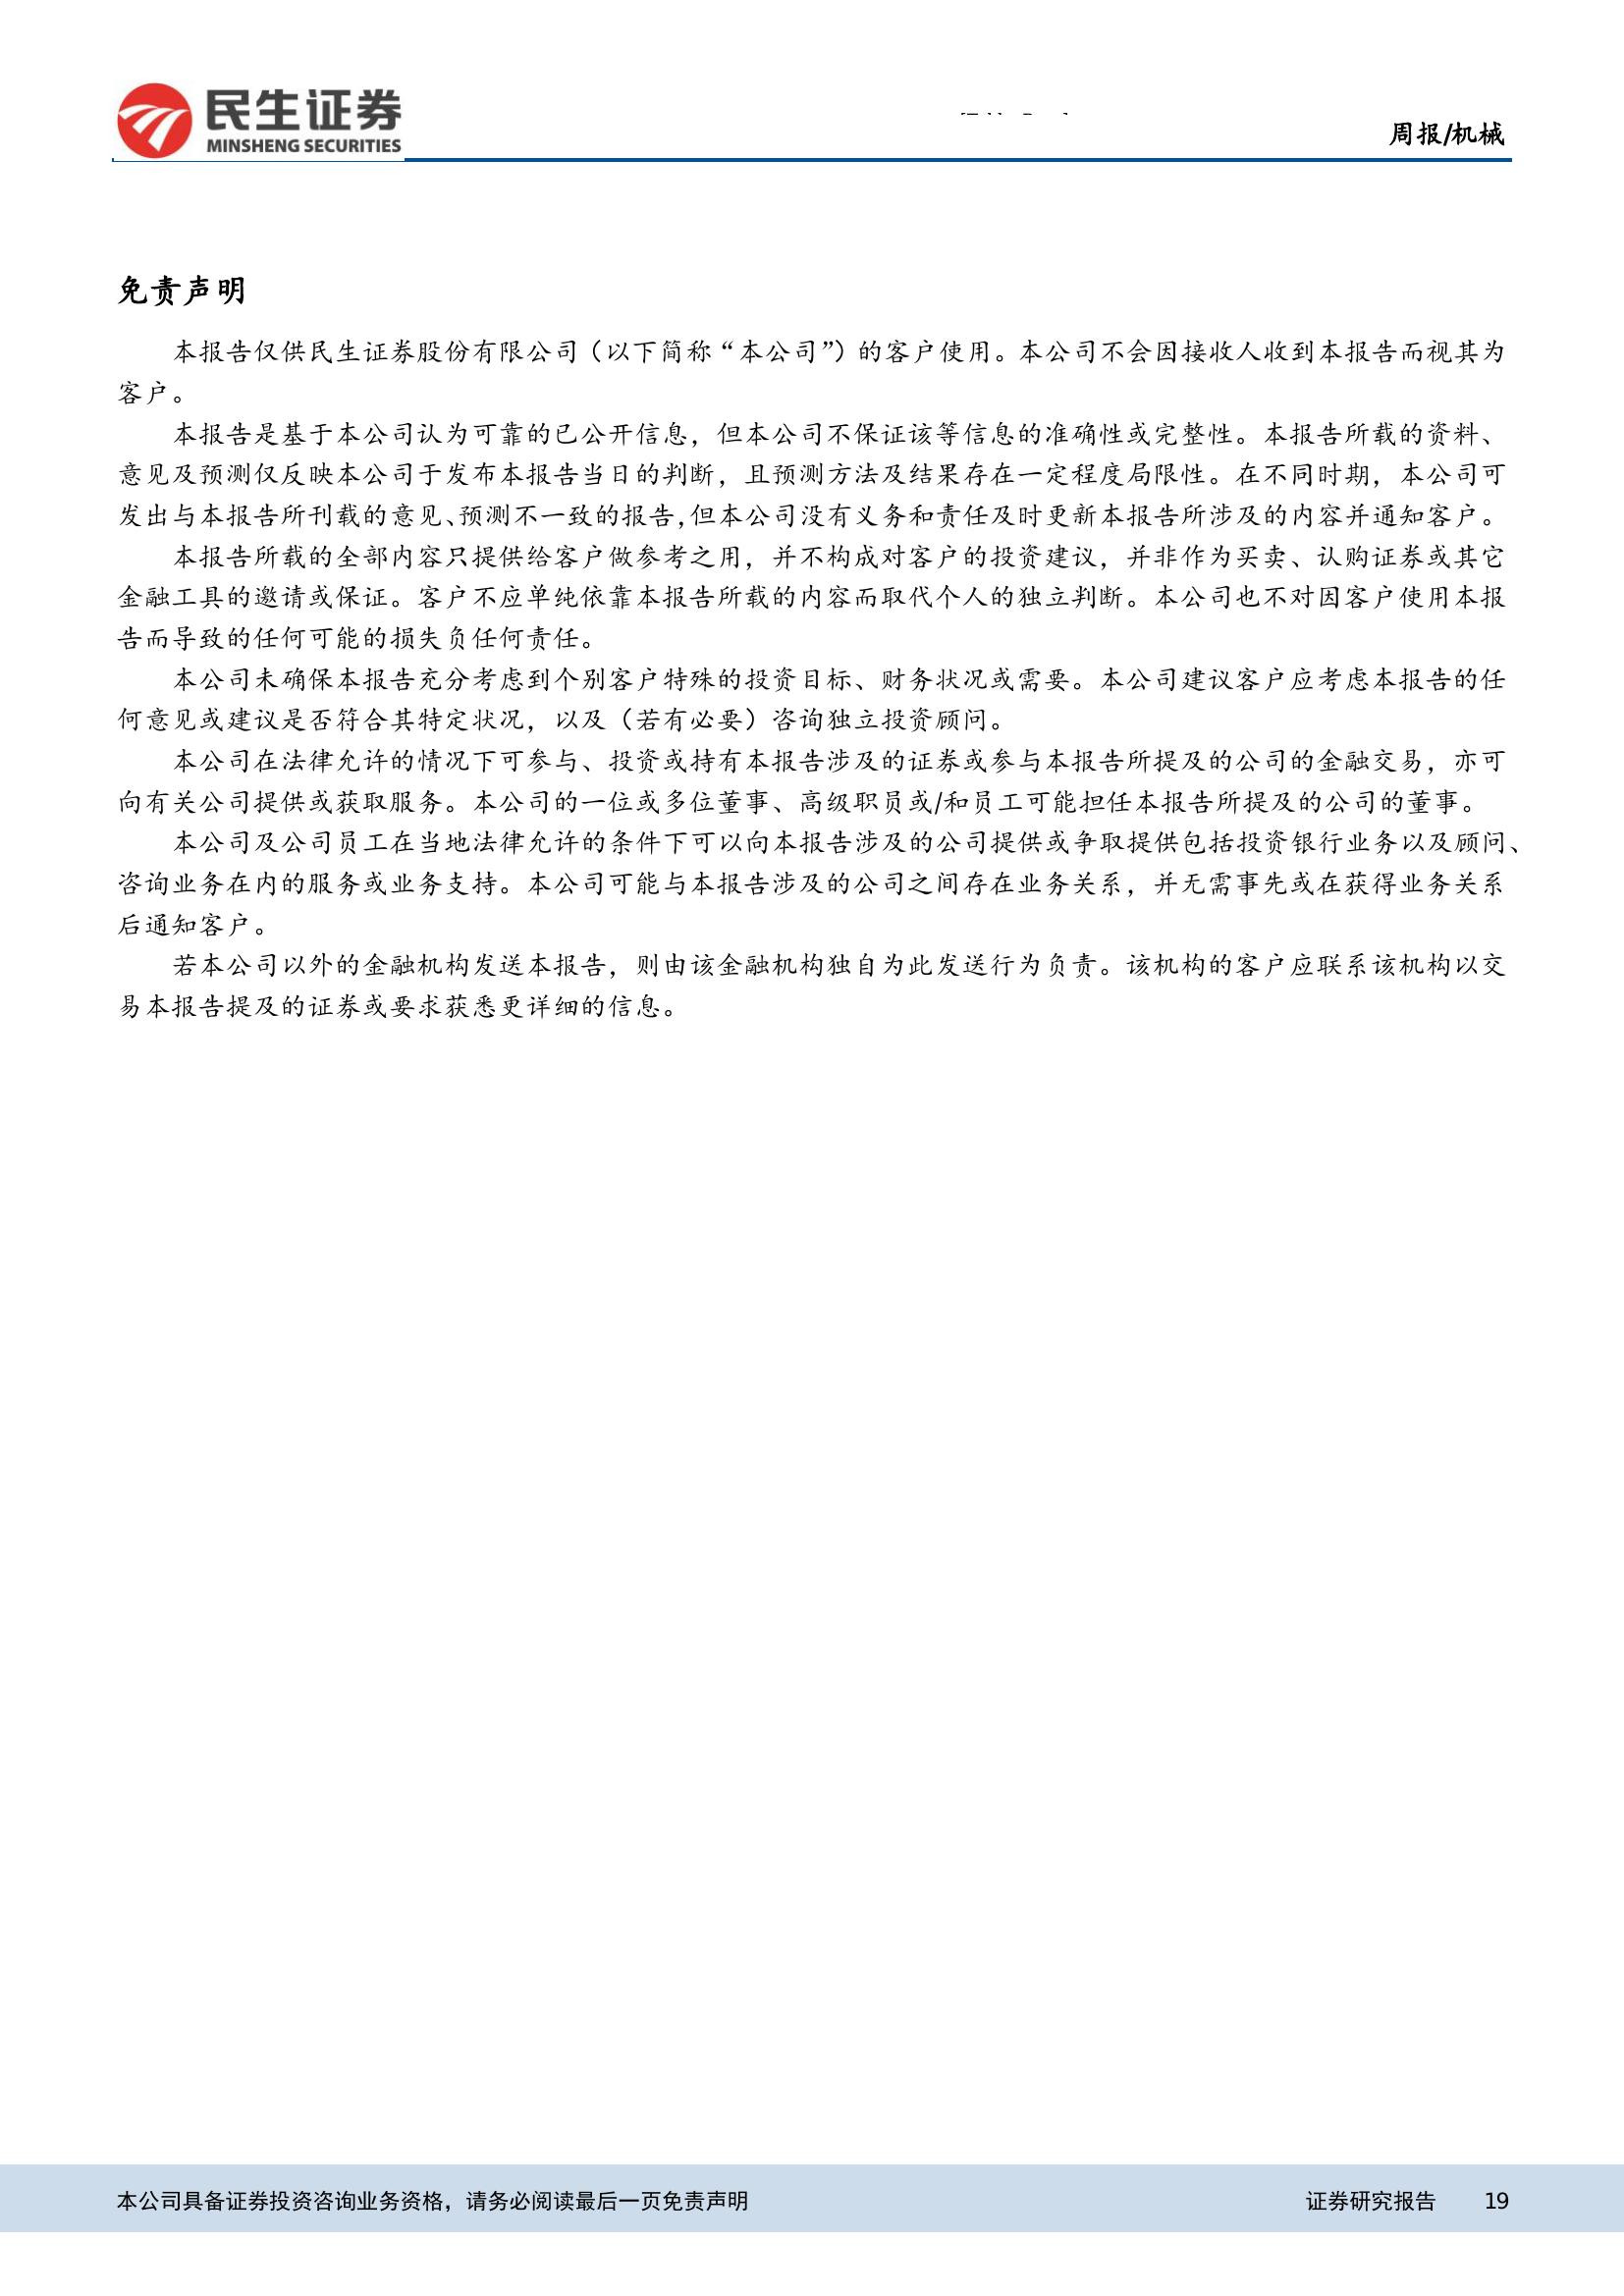 民生证券
MINSHENG SECURITIES
周报/机械
免责声明
本报告仅供民生证券股份有限公司（以下简称“本公司”）的客户使用。本公司不会因接收人收到本报告而视其为
客户。
本报告是基于本公司认为可靠的已公开信息，但本公司不保证该等信息的准确性或完整性。本报告所载的资料、
意见及预测仅反映本公司于发布本报告当日的判断，且预测方法及结果存在一定程度局限性。在不同时期，本公司可
发出与本报告所刊载的意见、预测不一致的报告，但本公司没有义务和责任及时更新本报告所涉及的内容并通知客户。
本报告所载的全部内容只提供给客户做参考之用，并不构成对客户的投资建议，并非作为买卖、认购证券或其它
金融工具的邀请或保证。客户不应单纯依靠本报告所载的内容而取代个人的独立判断。本公司也不对因客户使用本报
告而导致的任何可能的损失负任何责任。
本公司未确保本报告充分考虑到个别客户特殊的投资目标、财务状况或需要。本公司建议客户应考虑本报告的任
何意见或建议是否符合其特定状况，以及（若有必要）咨询独立投资顾问。
本公司在法律允许的情况下可参与、投资或持有本报告涉及的证券或参与本报告所提及的公司的金融交易，亦可
向有关公司提供或获取服务。本公司的一位或多位董事、高级职员或/和员工可能担任本报告所提及的公司的董事。
本公司及公司员工在当地法律允许的条件下可以向本报告涉及的公司提供或争取提供包括投资银行业务以及顾问、
咨询业务在内的服务或业务支持。本公司可能与本报告涉及的公司之间存在业务关系，并无需事先或在获得业务关系
后通知客户。
若本公司以外的金融机构发送本报告，则由该金融机构独自为此发送行为负责。该机构的客户应联系该机构以交
易本报告提及的证券或要求获悉更详细的信息。
本公司具备证券投资咨询业务资格，请务必阅读最后一页免责声明
证券研究报告 19